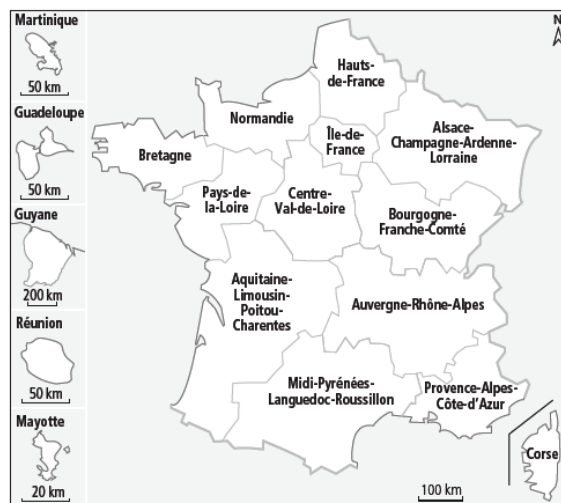 Martinique
50 km
Guadeloupe
50 km
Guyane
200 km
Réunion
50 km
Mayotte
20 km
N
Hauts-
de-France
Normandie
Île-de-
France
Alsace-
Champagne-Ardenne-
Lorraine
Bretagne
Pays-de-
la-Loire
Centre-
Val-de-Loire
Bourgogne-
Franche-Comté
Aquitaine-
Limousin-
Poitou-
Charentes
Auvergne-Rhône-Alpes
Midi-Pyrénées-
Languedoc-Roussillon
Provence-Alpes-
Côte-d'Azur
Corse
100 km